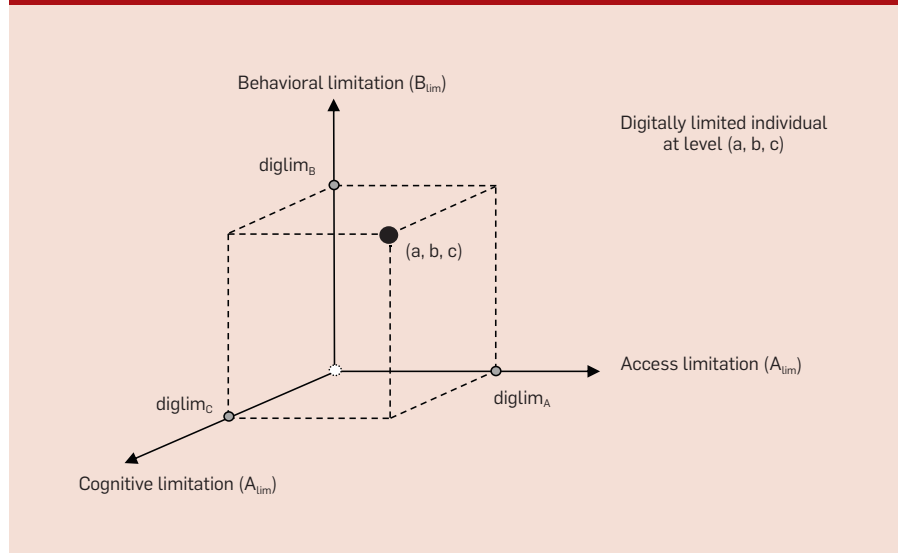 Behavioral limitation (Blim)
Digitally limited individual
at level (a, b, c)
diglimB
(a, b, c)
Access limitation (Alim)
diglimA
diglimC
Cognitive limitation (Alim)